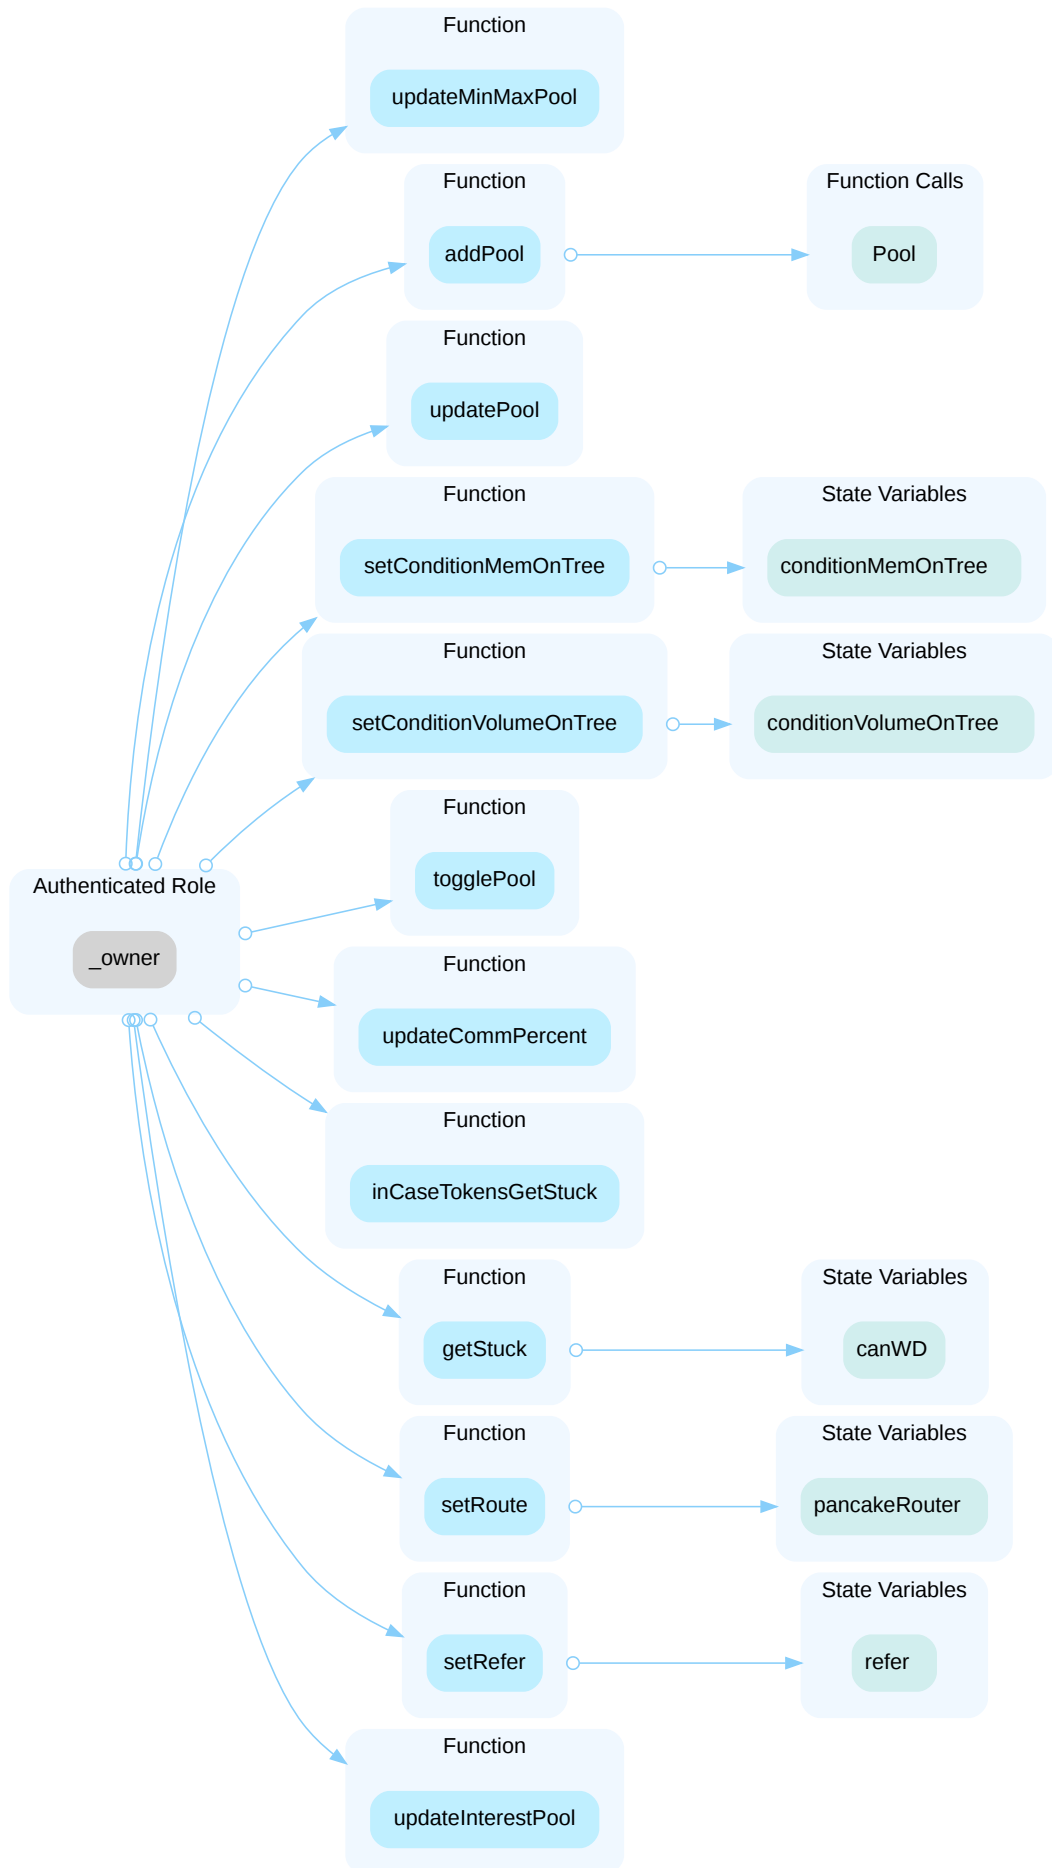 Function
updateMinMaxPool
Function
addPool
Function Calls
Pool
Function
updatePool
Function
setConditionMemOnTree
State Variables
conditionMemOnTree
Function
setConditionVolumeOnTree
State Variables
conditionVolumeOnTree
Function
togglePool
Authenticated Role
_owner
Function
updateCommPercent
Function
inCaseTokensGetStuck
Function
getStuck
State Variables
canWD
Function
setRoute
State Variables
pancakeRouter
Function
setRefer
State Variables
refer
Function
updateInterestPool